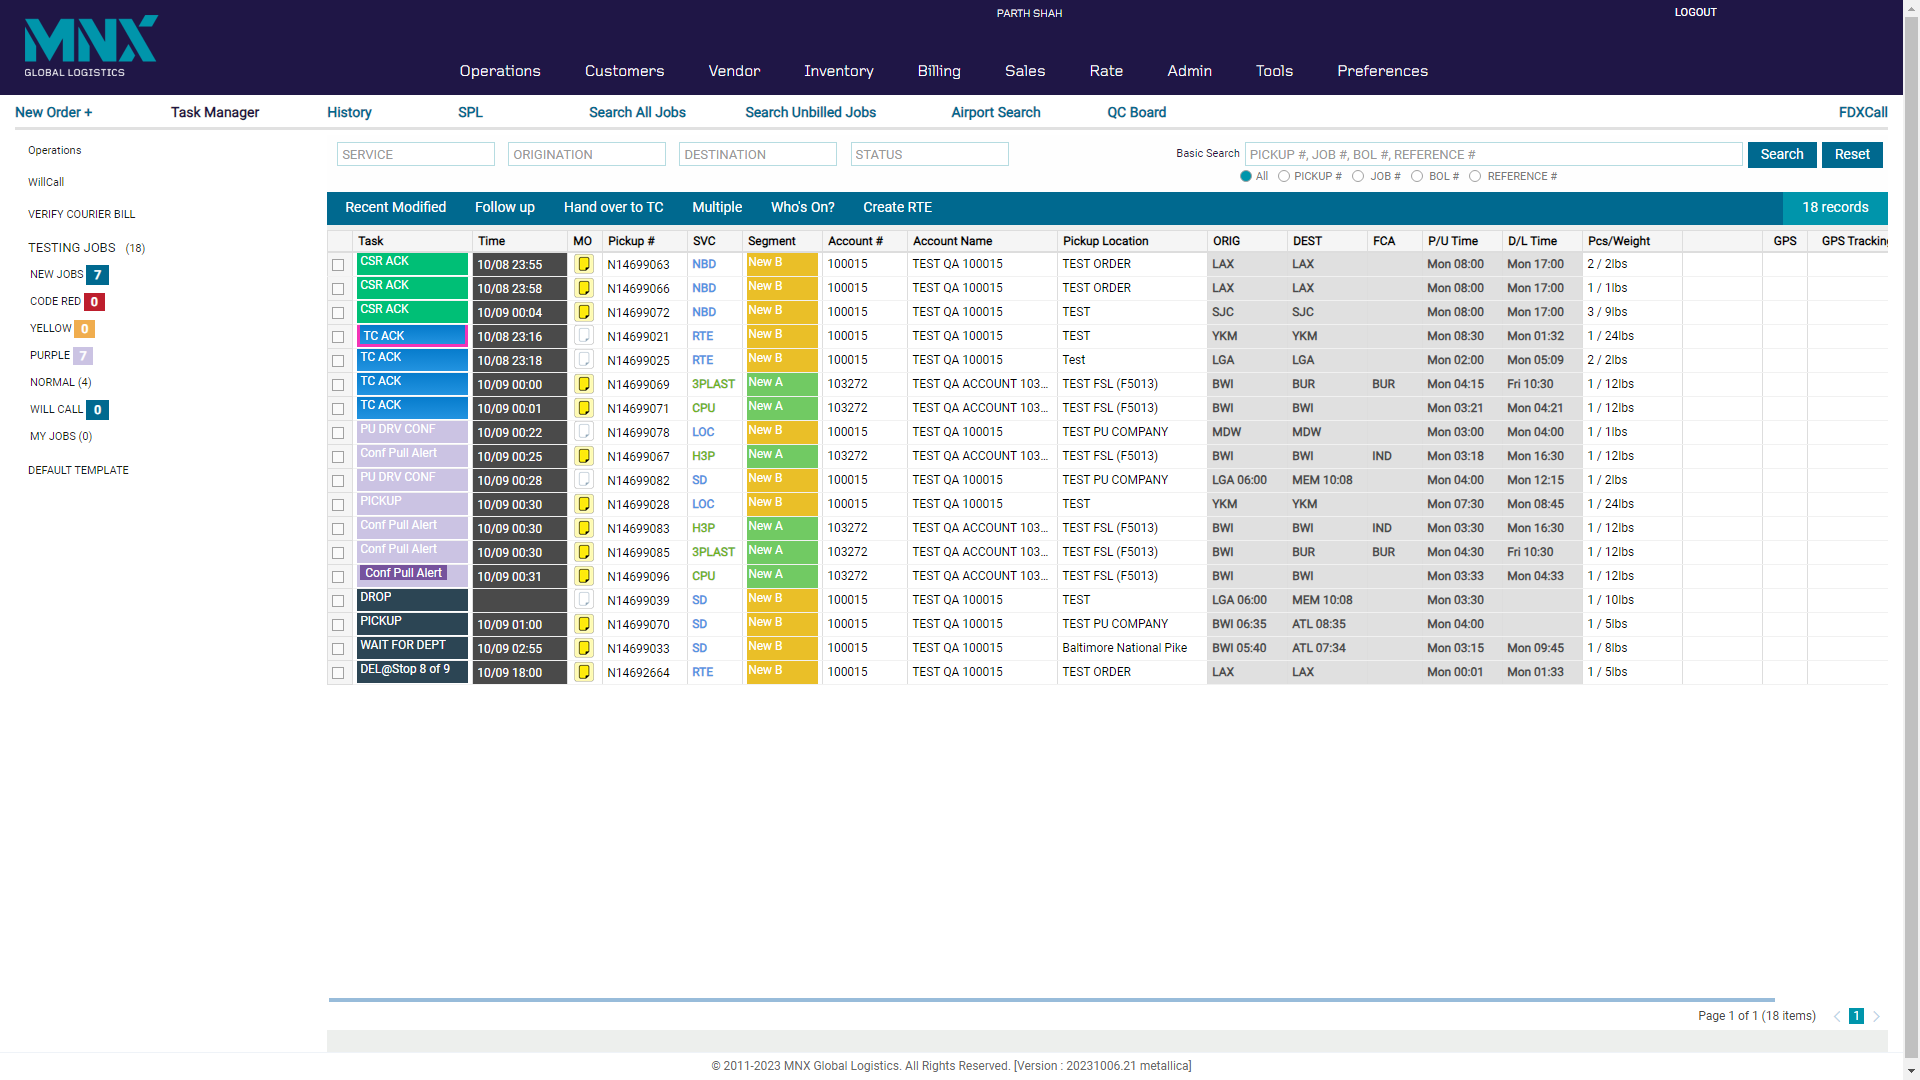 MNX
GLOBAL LOGISTICS
PARTH SHAH
LOGOUT
Operations Customers Vendor Inventory Billing Sales Rate Admin Tools Preferences
New Order + Task Manager History SPL Search All Jobs Search Unbilled Jobs Airport Search QC Board FDXCall
Operations
WillCall
VERIFY COURIER BILL
TESTING JOBS (18)
NEW JOBS 7
CODE RED 0
YELLOW 0
PURPLE 7
NORMAL (4)
WILL CALL 0
MY JOBS (0)
DEFAULT TEMPLATE
SERVICE ORIGINATION DESTINATION STATUS Basic Search PICKUP #, JOB #, BOL #, REFERENCE # Search Reset
All PICKUP # JOB # BOL # REFERENCE #
Recent Modified Follow up Hand over to TC Multiple Who's On? Create RTE 18 records
Task Time MO Pickup # SVC Segment Account # Account Name Pickup Location ORIG DEST FCA P/U Time D/L Time Pcs/Weight GPS GPS Tracking
CSR ACK 10/08 23:55 N14699063 NBD New B 100015 TEST QA 100015 TEST ORDER LAX LAX Mon 08:00 Mon 17:00 2 / 2lbs
CSR ACK 10/08 23:58 N14699066 NBD New B 100015 TEST QA 100015 TEST ORDER LAX LAX Mon 08:00 Mon 17:00 1 / 1lbs
CSR ACK 10/09 00:04 N14699072 NBD New B 100015 TEST QA 100015 TEST SJC SJC Mon 08:00 Mon 17:00 3 / 9lbs
TC ACK 10/08 23:16 N14699021 RTE New B 100015 TEST QA 100015 TEST YKM YKM Mon 08:30 Mon 01:32 1 / 24lbs
TC ACK 10/08 23:18 N14699025 RTE New B 100015 TEST QA 100015 Test LGA LGA Mon 02:00 Mon 05:09 2 / 2lbs
TC ACK 10/09 00:00 N14699069 3PLAST New A 103272 TEST QA ACCOUNT 103... TEST FSL (F5013) BWI BUR BUR Mon 04:15 Fri 10:30 1 / 12lbs
TC ACK 10/09 00:01 N14699071 CPU New A 103272 TEST QA ACCOUNT 103... TEST FSL (F5013) BWI BWI Mon 03:21 Mon 04:21 1 / 12lbs
PU DRV CONF 10/09 00:22 N14699078 LOC New B 100015 TEST QA 100015 TEST PU COMPANY MDW MDW Mon 03:00 Mon 04:00 1 / 1lbs
Conf Pull Alert 10/09 00:25 N14699067 H3P New A 103272 TEST QA ACCOUNT 103... TEST FSL (F5013) BWI BWI IND Mon 03:18 Mon 16:30 1 / 12lbs
PU DRV CONF 10/09 00:28 N14699082 SD New B 100015 TEST QA 100015 TEST PU COMPANY LGA 06:00 MEM 10:08 Mon 04:00 Mon 12:15 1 / 2lbs
PICKUP 10/09 00:30 N14699028 LOC New B 100015 TEST QA 100015 TEST YKM YKM Mon 07:30 Mon 08:45 1 / 24lbs
Conf Pull Alert 10/09 00:30 N14699083 H3P New A 103272 TEST QA ACCOUNT 103... TEST FSL (F5013) BWI BWI IND Mon 03:30 Mon 16:30 1 / 12lbs
Conf Pull Alert 10/09 00:30 N14699085 3PLAST New A 103272 TEST QA ACCOUNT 103... TEST FSL (F5013) BWI BUR BUR Mon 04:30 Fri 10:30 1 / 12lbs
Conf Pull Alert 10/09 00:31 N14699096 CPU New A 103272 TEST QA ACCOUNT 103... TEST FSL (F5013) BWI BWI Mon 03:33 Mon 04:33 1 / 12lbs
DROP N14699039 SD New B 100015 TEST QA 100015 TEST LGA 06:00 MEM 10:08 Mon 03:30 1 / 10lbs
PICKUP 10/09 01:00 N14699070 SD New B 100015 TEST QA 100015 TEST PU COMPANY BWI 06:35 ATL 08:35 Mon 04:00 1 / 5lbs
WAIT FOR DEPT 10/09 02:55 N14699033 SD New B 100015 TEST QA 100015 Baltimore National Pike BWI 05:40 ATL 07:34 Mon 03:15 Mon 09:45 1 / 8lbs
DEL@Stop 8 of 9 10/09 18:00 N14692664 RTE New B 100015 TEST QA 100015 TEST ORDER LAX LAX Mon 00:01 Mon 01:33 1 / 5lbs
Page 1 of 1 (18 items) 1
© 2011-2023 MNX Global Logistics. All Rights Reserved. [Version : 20231006.21 metallica]